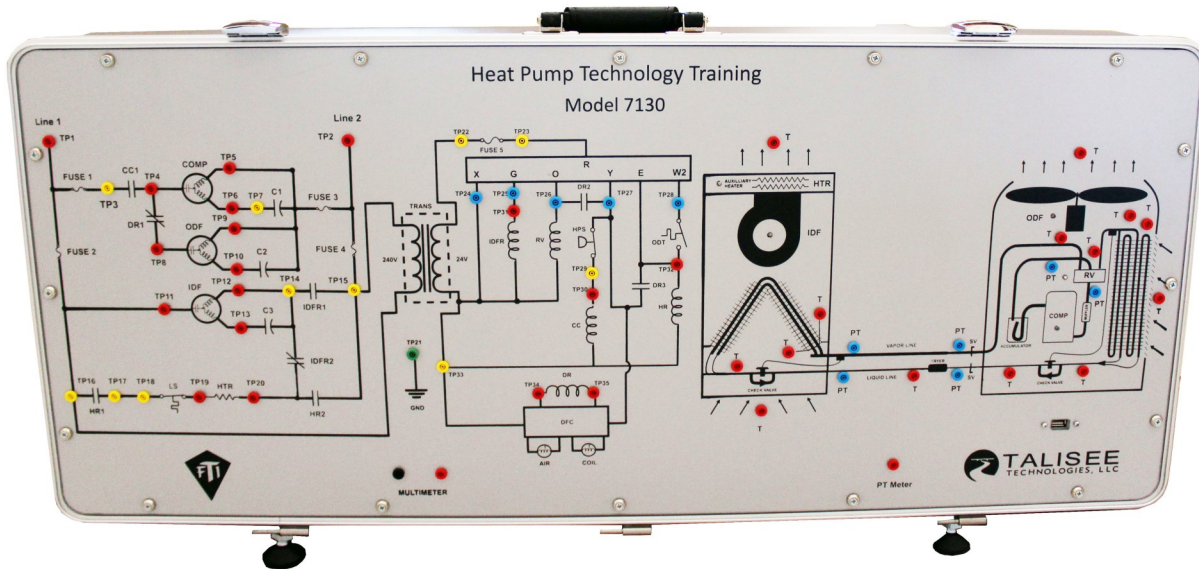 Heat Pump Technology Training
Model 7130
Line 1
TP1
Line 2
TP2
FUSE 1
TP3
CC1
TP4
COMP
TP5
TP6
TP7
C1
FUSE 3
DR1
TP8
ODF
TP9
TP10
C2
FUSE 2
FUSE 4
IDF
TP11
TP12
TP13
C3
TP14
IDFR1
TP15
IDFR2
TP16
HR1
TP17
TP18
LS
TP19
HTR
TP20
HR2
TRANS
240V
24V
TP21
GND
TP22
FUSE 5
TP23
R
X
G
O
Y
E
W2
TP24
TP25
TP26
DR2
TP27
TP28
TP31
IDFR
RV
HPS
ODT
TP29
TP30
TP32
DR3
CC
HR
TP33
TP34
DR
TP35
DFC
AIR
COIL
MULTIMETER
T
AUXILLIARY
HEATER
HTR
IDF
T
T
T
CHECK VALVE
T
PT
VAPOR LINE
PT
SV
LIQUID LINE
PT
T
DRIER
PT
SV
T
T
ODF
T
T
T
PT
RV
PT
T
COMP
ACCUMULATOR
T
T
CHECK VALVE
PT Meter
PTI
TALISEE
TECHNOLOGIES, LLC